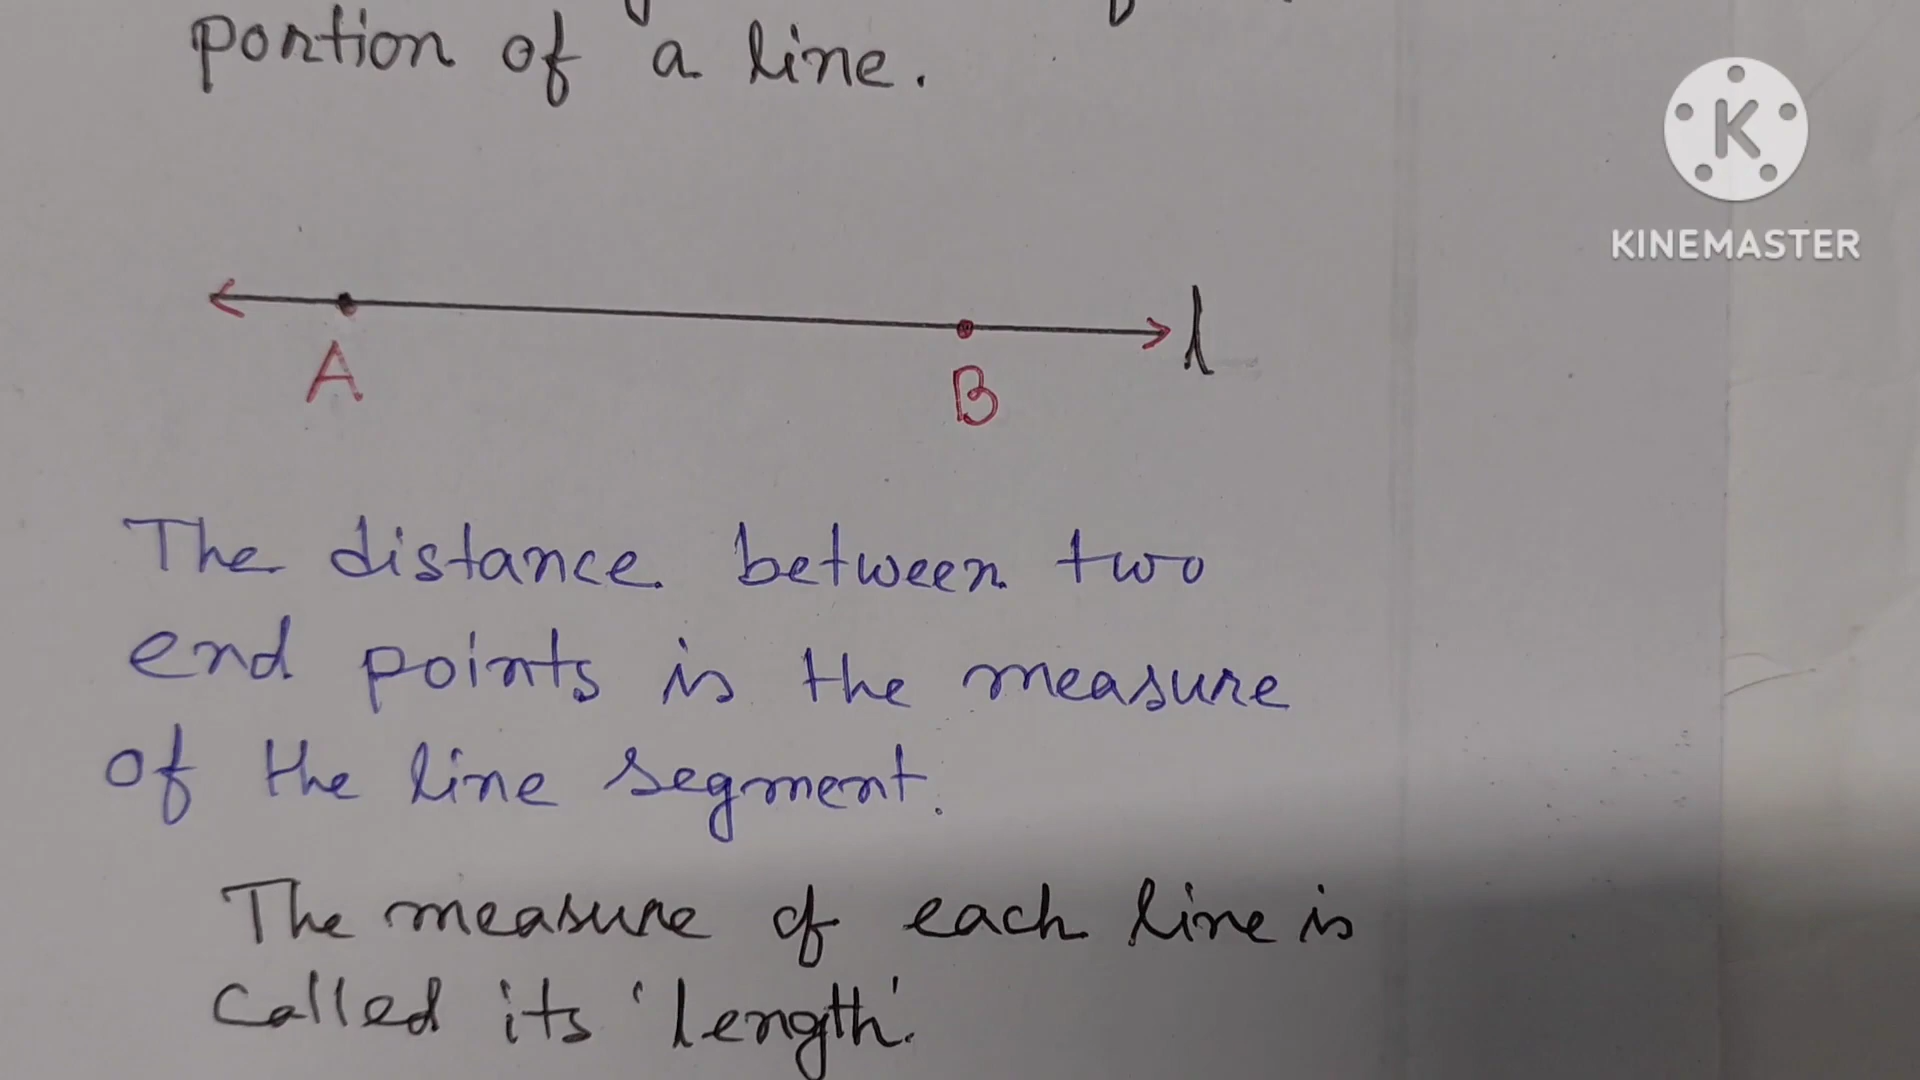 portion of a line.
K
KINEMASTER
l
A
B
The distance between two
end points is the measure
of the line segment.
The measure of each line is
called its 'length'.